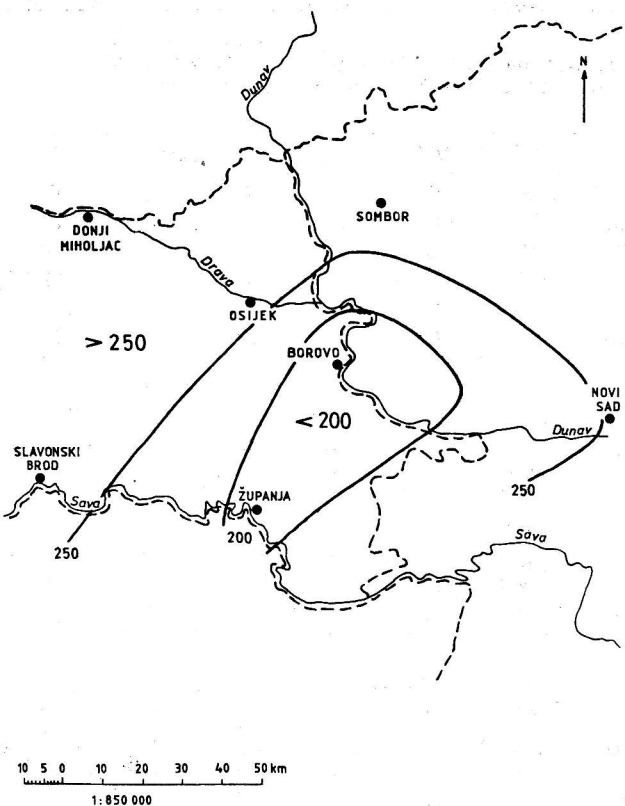 Dunav
N
SOMBOR
DONJI
MIHOLJAC
Drava
OSIJEK
> 250
BOROVO
< 200
NOVI
SAD
Dunav
SLAVONSKI
BROD
Sava
ŽUPANJA
250
200
250
Sáva
10 5 0 10 20 30 40 50 km
1:850 000